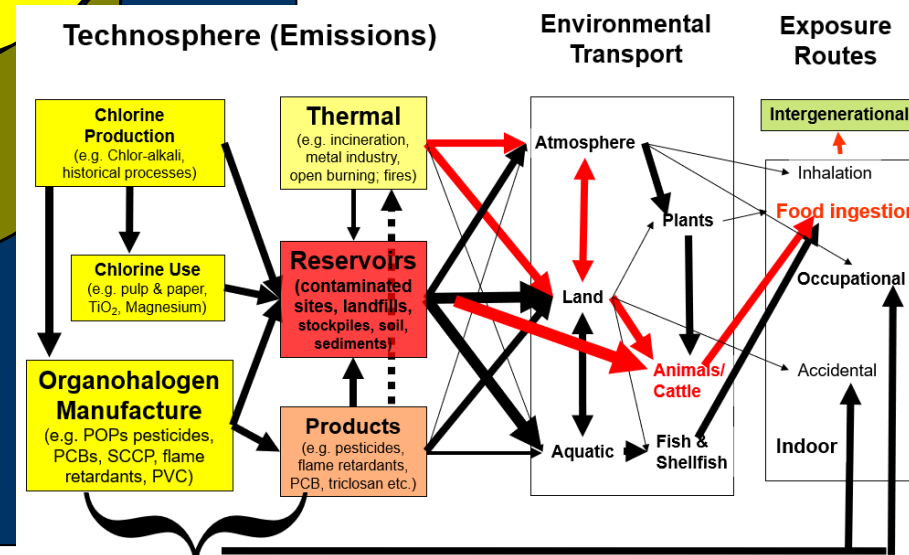 Technosphere (Emissions)
Environmental
Transport
Exposure
Routes
Chlorine
Production
(e.g. Chlor-alkali,
historical processes)
Chlorine Use
(e.g. pulp & paper,
TiO₂, Magnesium)
Organohalogen
Manufacture
(e.g. POPs pesticides,
PCBs, SCCP, flame
retardants, PVC)
Thermal
(e.g. incineration,
metal industry,
open burning; fires)
Reservoirs
(contaminated
sites, landfills,
stockpiles, soil,
sediments)
Products
(e.g. pesticides,
flame retardants,
PCB, triclosan etc.)
Atmosphere
Plants
Land
Animals/
Cattle
Aquatic
Fish &
Shellfish
Intergenerational
Inhalation
Food ingestion
Occupational
Accidental
Indoor